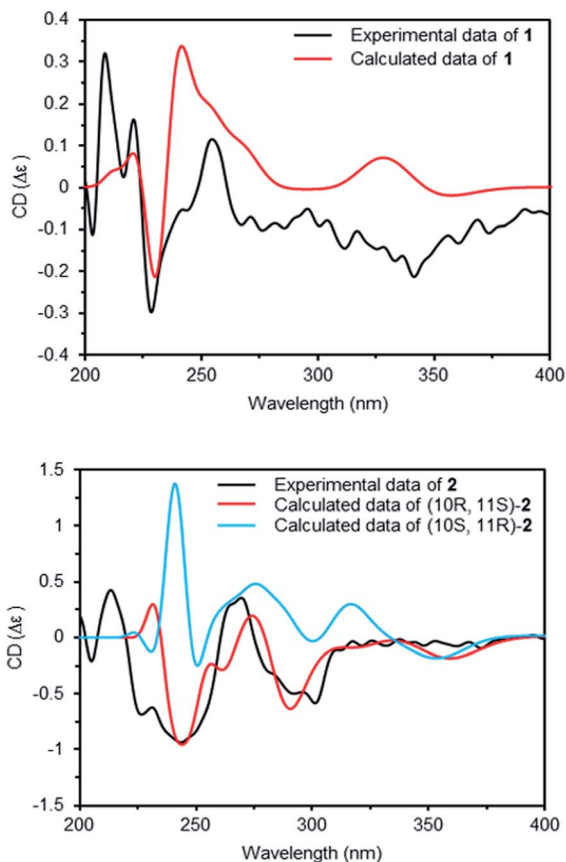 0.4
Experimental data of 1
Calculated data of 1
0.3
0.2
0.1
0
-0.1
-0.2
-0.3
-0.4
CD (Δε)
200 250 300 350 400
Wavelength (nm)
1.5
Experimental data of 2
Calculated data of (10R, 11S)-2
Calculated data of (10S, 11R)-2
1
0.5
0
-0.5
-1
-1.5
CD (Δε)
200 250 300 350 400
Wavelength (nm)